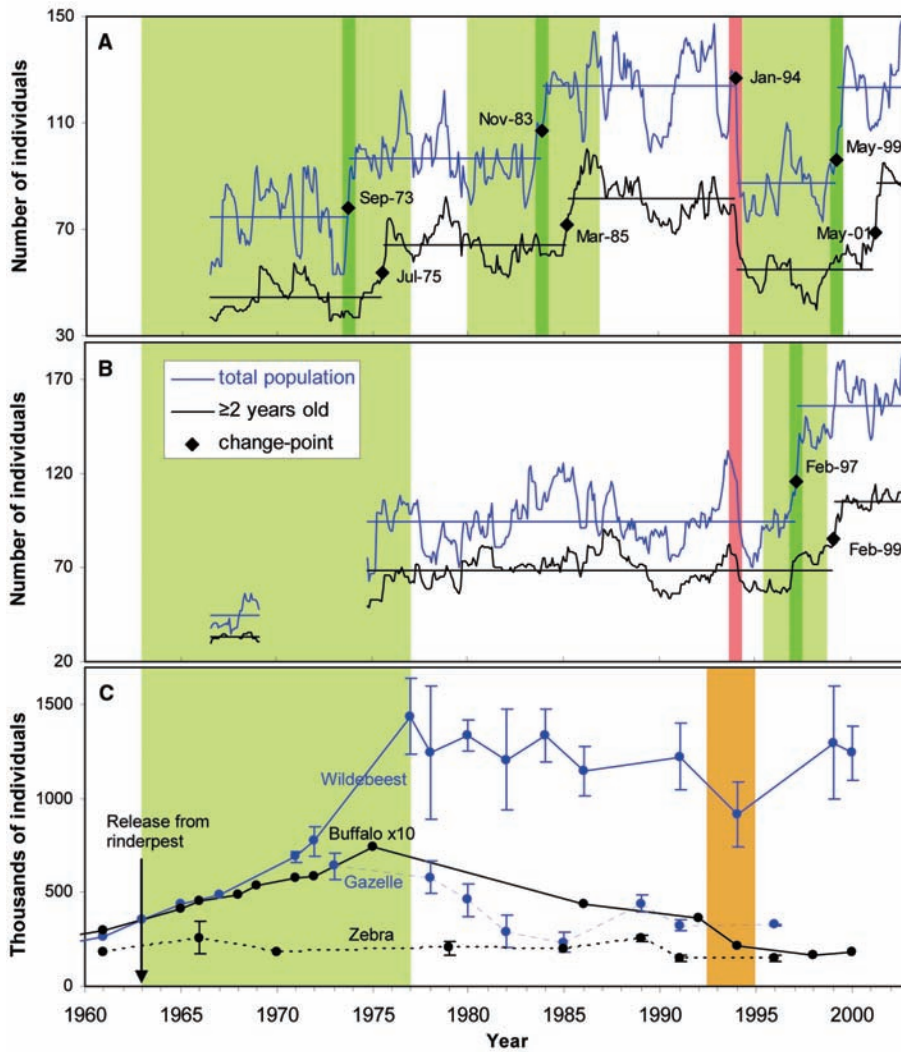 A
Number of individuals
150
110
70
30
Sep-73
Jul-75
Nov-83
Mar-85
Jan-94
May-99
May-01
B
Number of individuals
170
120
70
20
total population
≥2 years old
change-point
Feb-97
Feb-99
C
Thousands of individuals
1500
1000
500
0
Wildebeest
Release from
rinderpest
Buffalo x10
Gazelle
Zebra
1960 1965 1970 1975 1980 1985 1990 1995 2000
Year